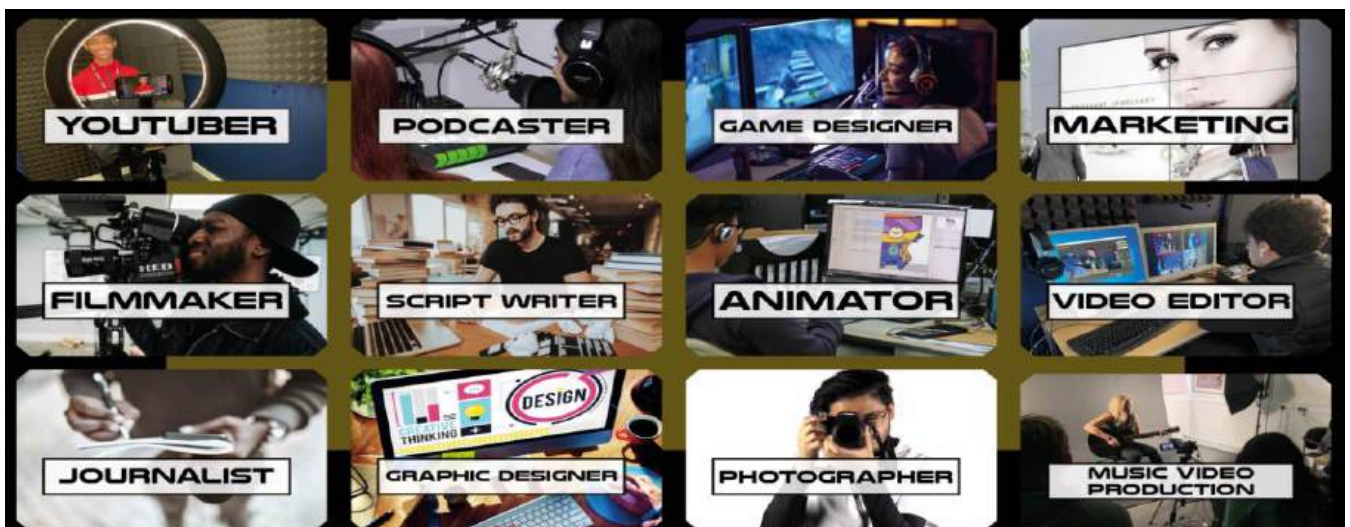 YOUTUBER
PODCASTER
GAME DESIGNER
MARKETING
FILMMAKER
SCRIPT WRITER
ANIMATOR
VIDEO EDITOR
JOURNALIST
CREATIVE
THINKING
DESIGN
GRAPHIC DESIGNER
PHOTOGRAPHER
MUSIC VIDEO
PRODUCTION